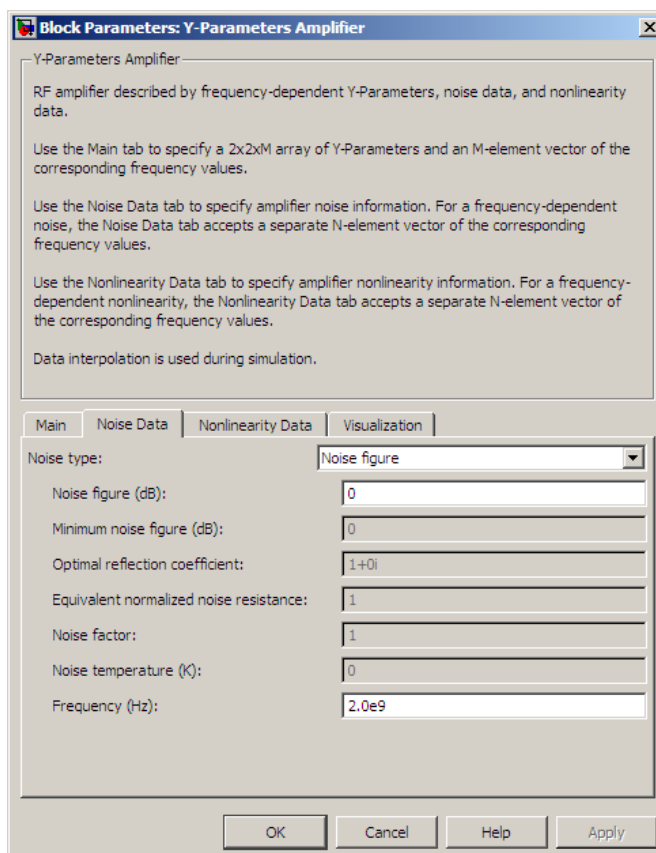 Block Parameters: Y-Parameters Amplifier
Y-Parameters Amplifier
RF amplifier described by frequency-dependent Y-Parameters, noise data, and nonlinearity
data.
Use the Main tab to specify a 2x2xM array of Y-Parameters and an M-element vector of the
corresponding frequency values.
Use the Noise Data tab to specify amplifier noise information. For a frequency-dependent
noise, the Noise Data tab accepts a separate N-element vector of the corresponding
frequency values.
Use the Nonlinearity Data tab to specify amplifier nonlinearity information. For a frequency-
dependent nonlinearity, the Nonlinearity Data tab accepts a separate N-element vector of
the corresponding frequency values.
Data interpolation is used during simulation.
Main Noise Data Nonlinearity Data Visualization
Noise type: Noise figure
Noise figure (dB): 0
Minimum noise figure (dB): 0
Optimal reflection coefficient: 1+0i
Equivalent normalized noise resistance: 1
Noise factor: 1
Noise temperature (K): 0
Frequency (Hz): 2.0e9
OK Cancel Help Apply